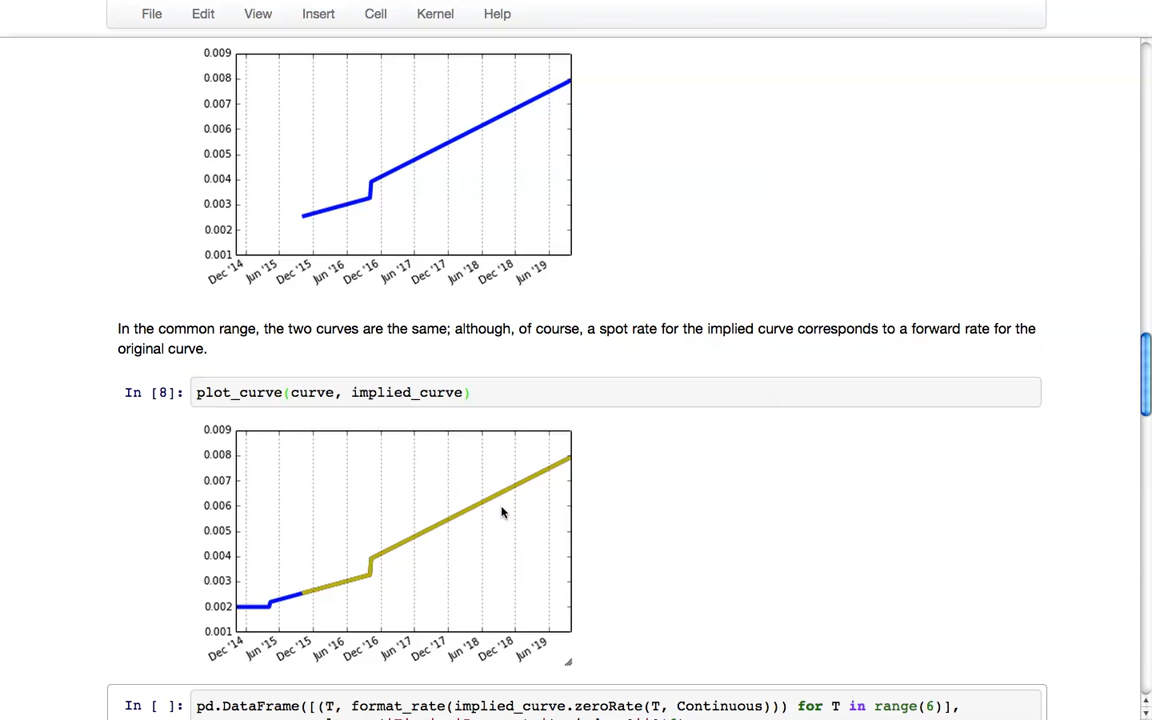 File Edit View Insert Cell Kernel Help
0.009
0.008
0.007
0.006
0.005
0.004
0.003
0.002
0.001
Dec '14 Jun '15 Dec '15 Jun '16 Dec '16 Jun '17 Dec '17 Jun '18 Dec '18 Jun '19
In the common range, the two curves are the same; although, of course, a spot rate for the implied curve corresponds to a forward rate for the
original curve.
In [8]: plot_curve(curve, implied_curve)
0.009
0.008
0.007
0.006
0.005
0.004
0.003
0.002
0.001
Dec '14 Jun '15 Dec '15 Jun '16 Dec '16 Jun '17 Dec '17 Jun '18 Dec '18 Jun '19
In [ ]: pd.DataFrame([(T, format_rate(implied_curve.zeroRate(T, Continuous))) for T in range(6)],